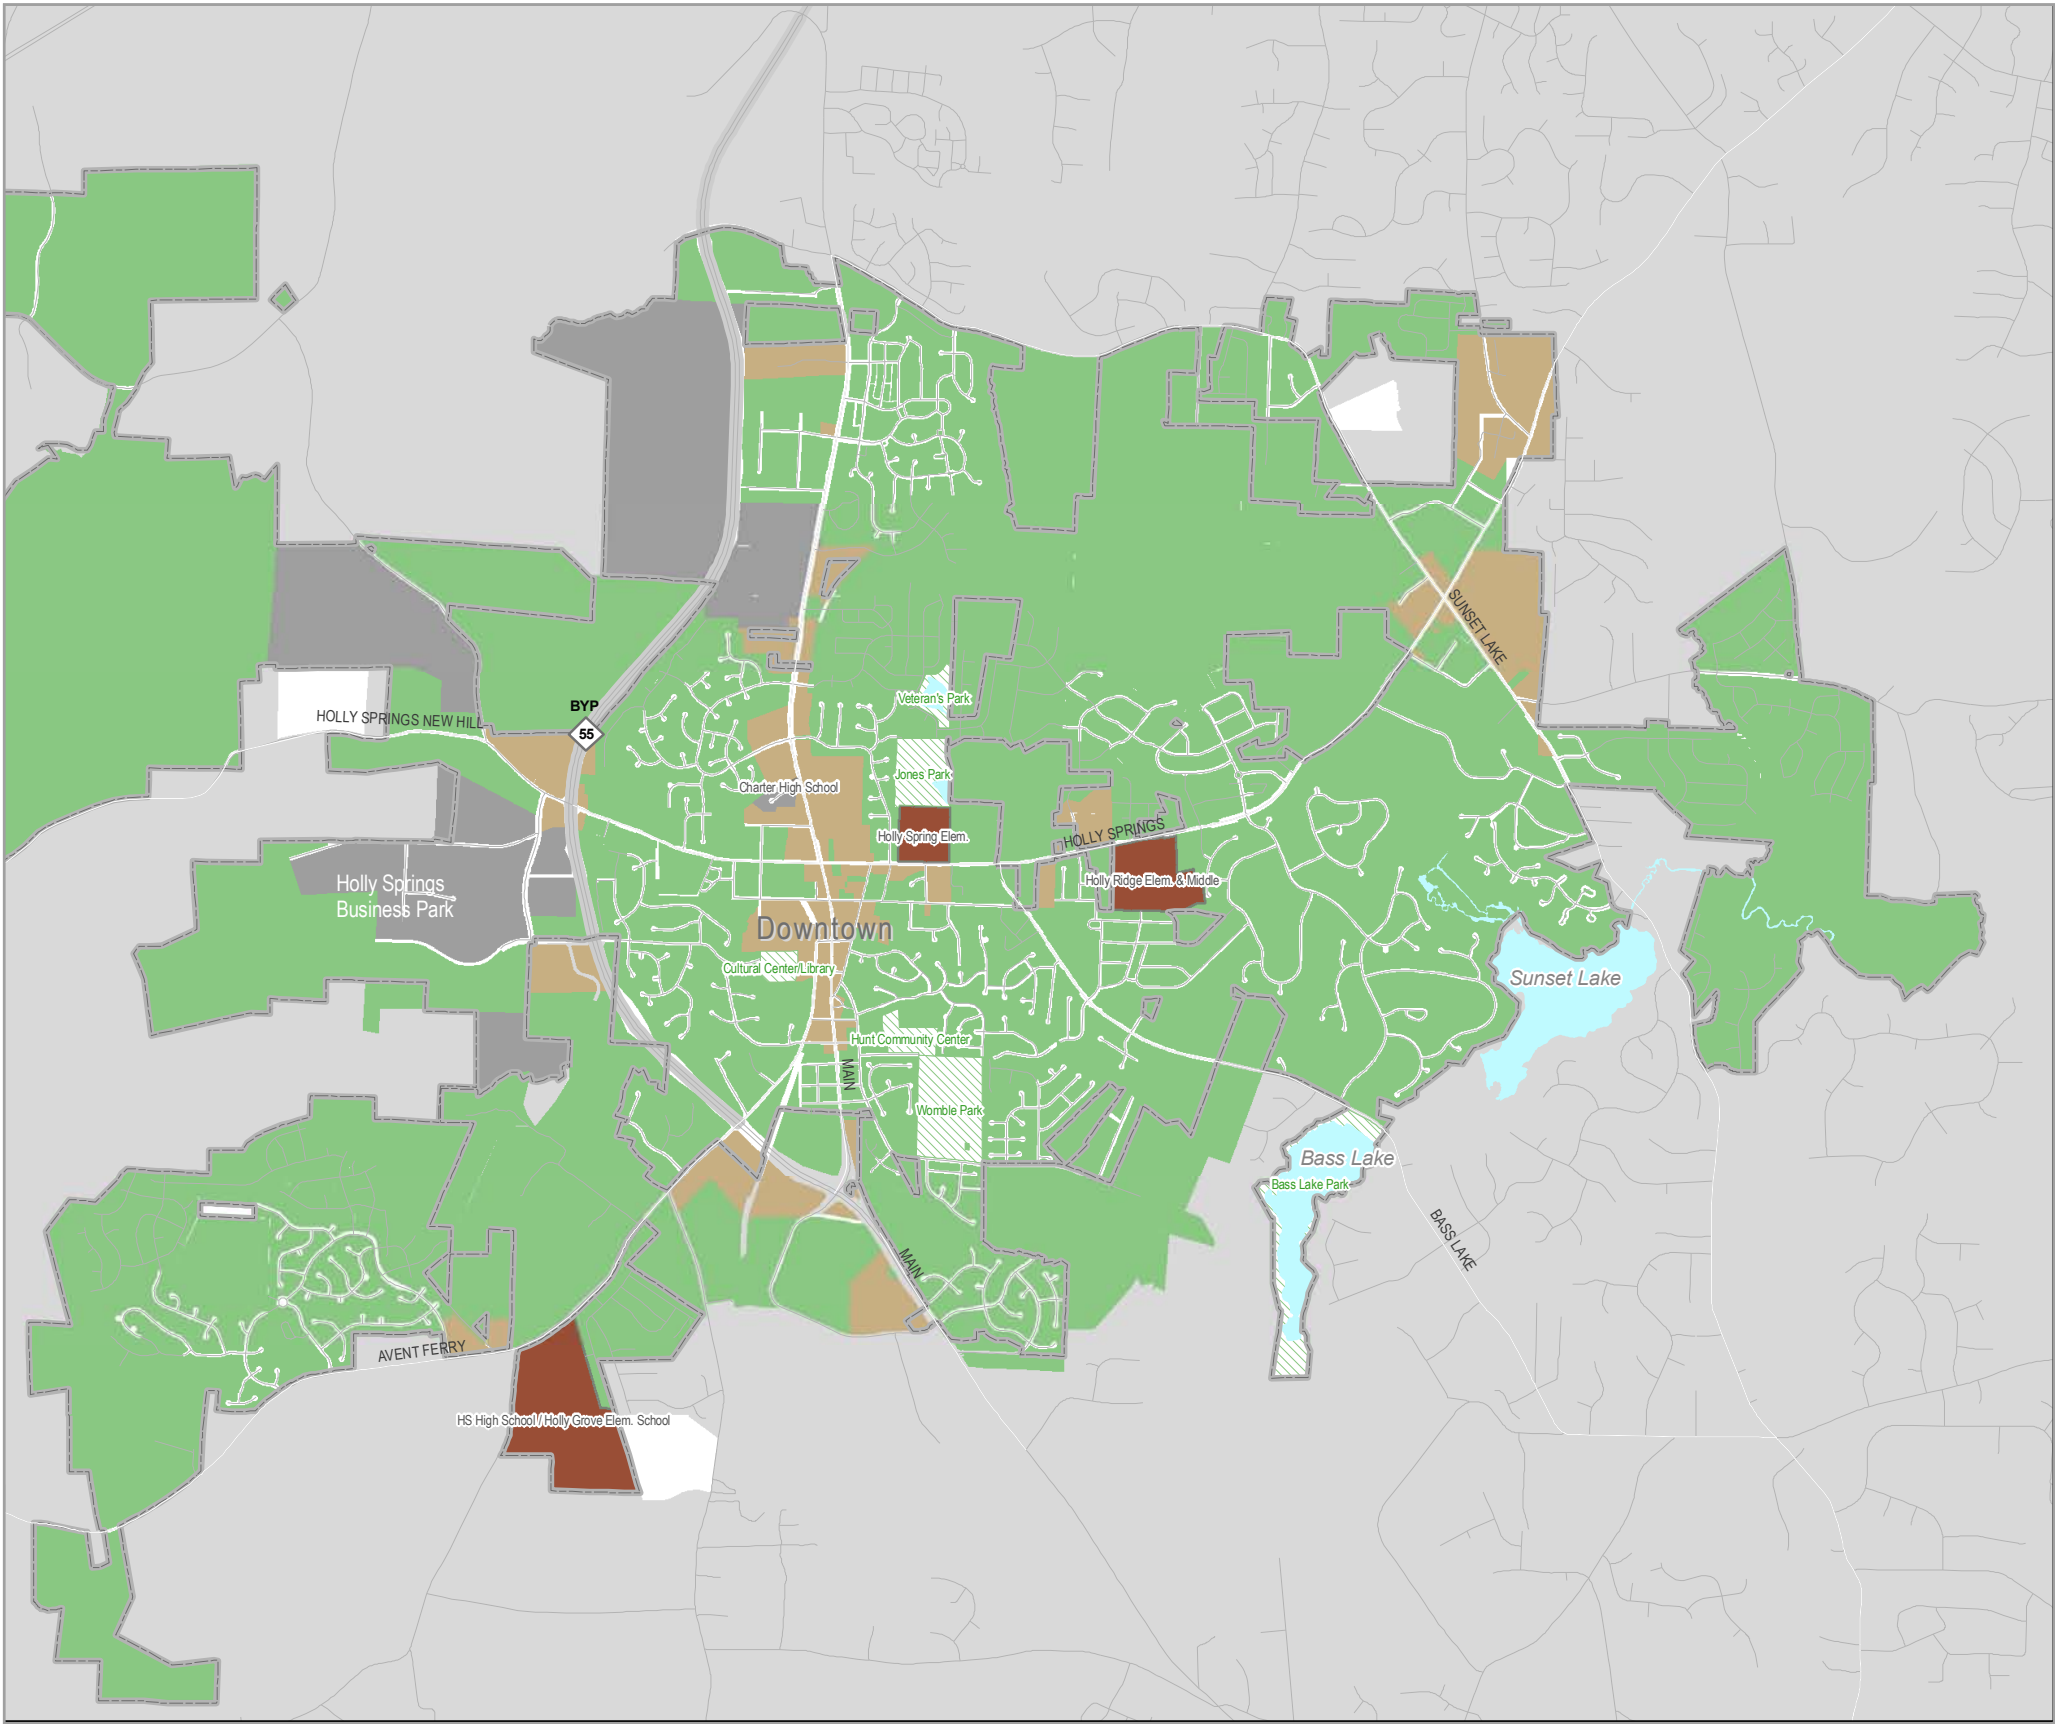 SUNSET LAKE
Veteran's Park
BYP
55
HOLLY SPRINGS NEW HILL
Jones Park
Charter High School
Holly Spring Elem.
HOLLY SPRINGS
Holly Ridge Elem. & Middle
Holly Springs
Business Park
Downtown
Cultural Center/Library
Sunset Lake
Hunt Community Center
MAIN
Womble Park
Bass Lake
Bass Lake Park
BASS LAKE
MAIN
AVENT FERRY
HS High School / Holly Grove Elem. School